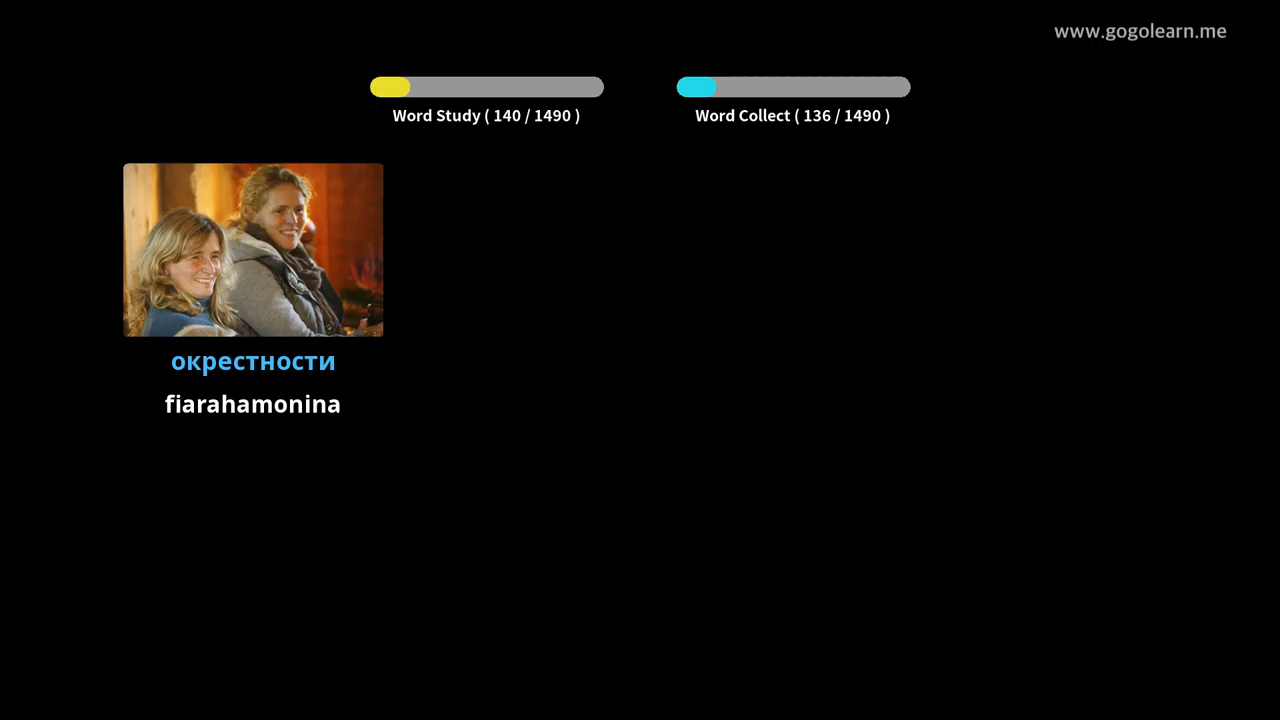 www.gogolearn.me
Word Study ( 140 / 1490 )
Word Collect ( 136 / 1490 )
окрестности
fiarahamonina